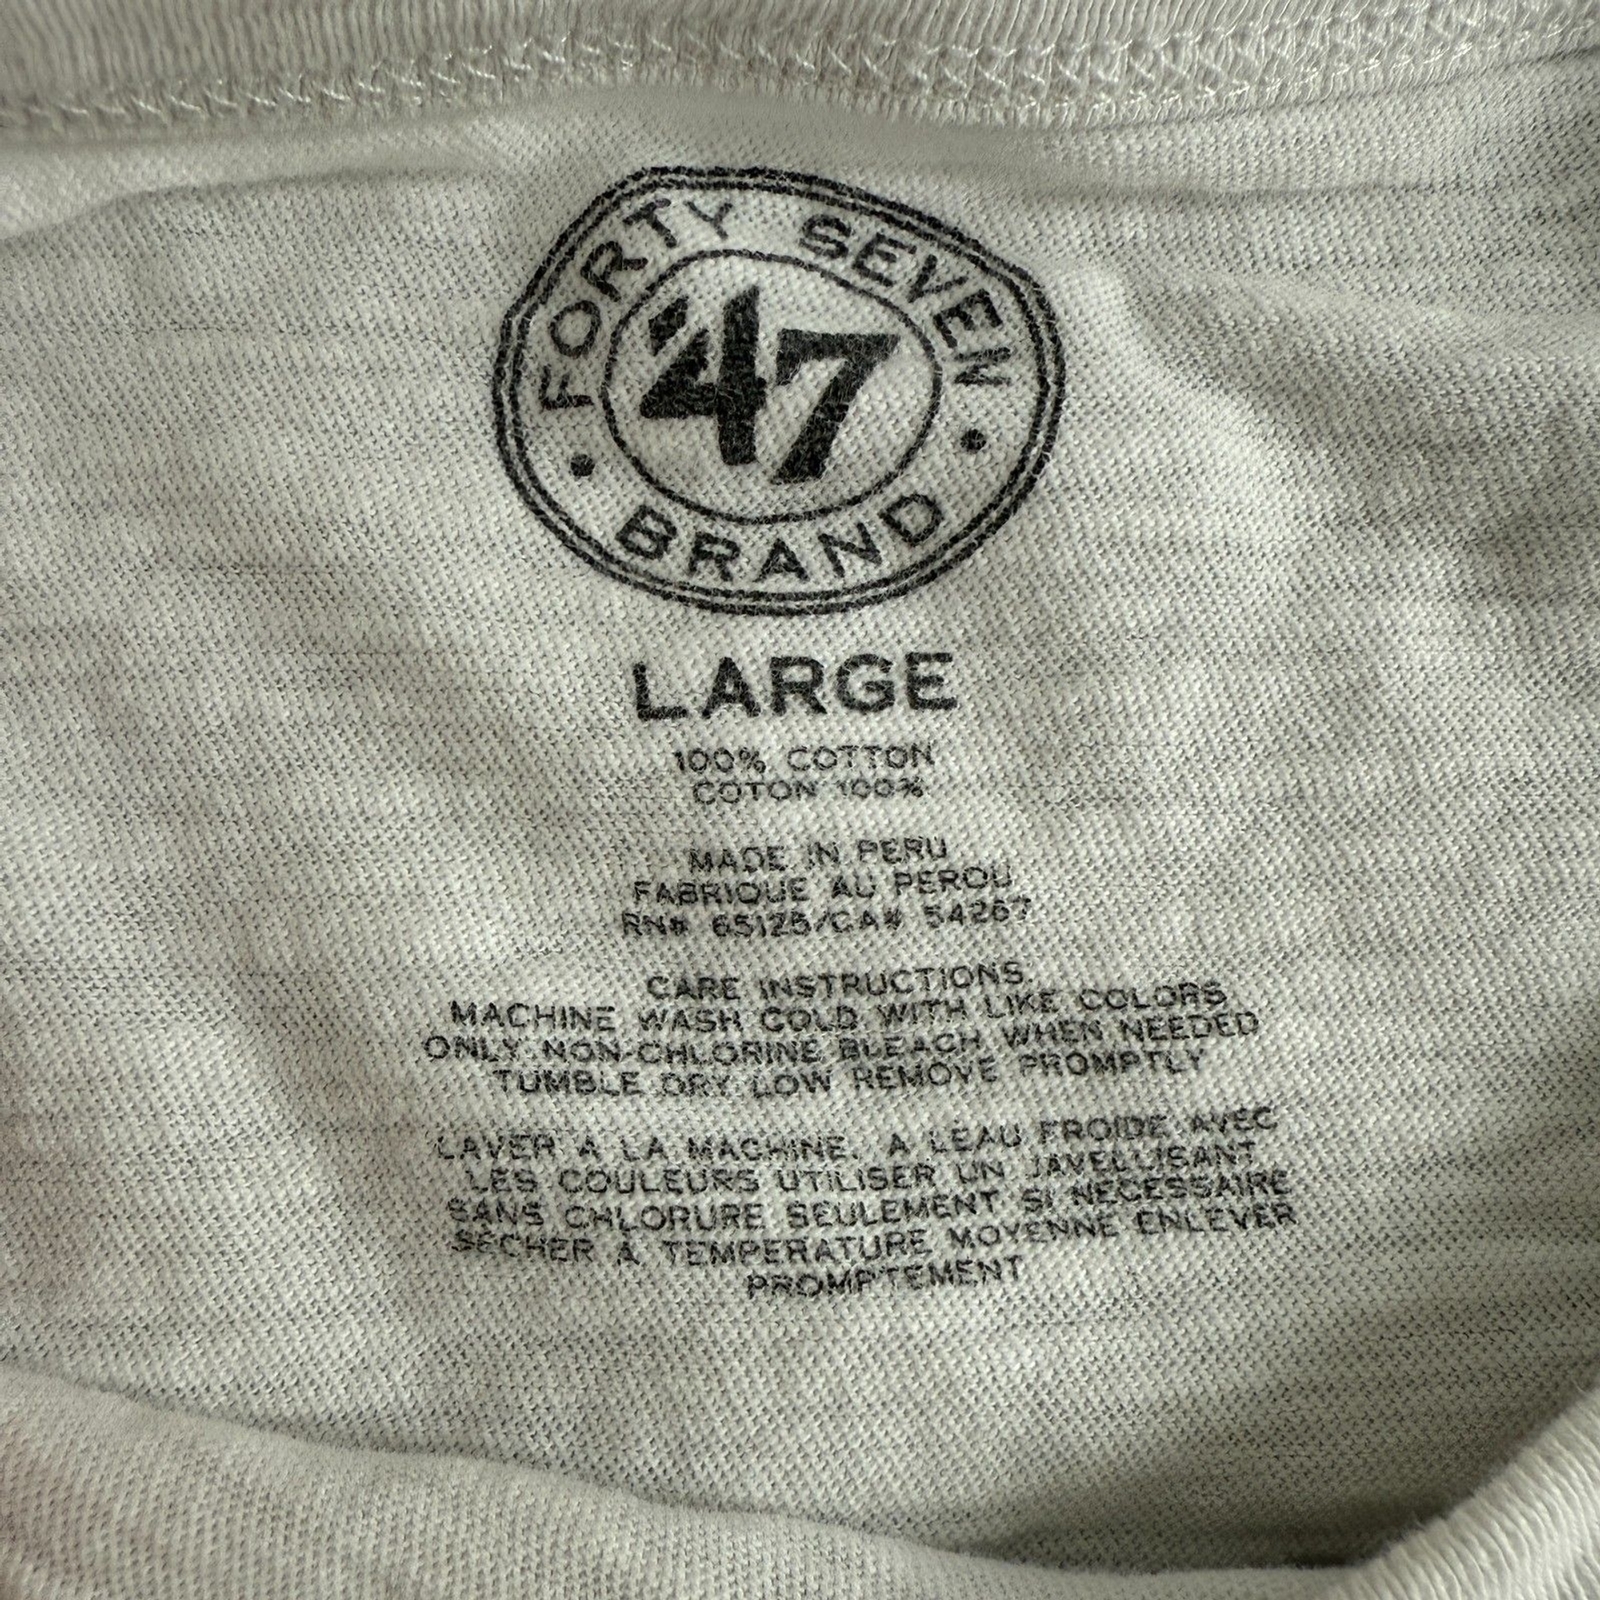 FORTY SEVEN
'47
• BRAND •
LARGE
100% COTTON
COTON 100%
MADE IN PERU
FABRIQUE AU PEROU
RN# 65125/CA# 54267
CARE INSTRUCTIONS.
MACHINE WASH COLD WITH LIKE COLORS
ONLY NON-CHLORINE BLEACH WHEN NEEDED
TUMBLE DRY LOW REMOVE PROMPTLY
LAVER A LA MACHINE. A LEAU FROIDE AVEC
LES COULEURS UTILISER UN JAVELLISANT
SANS CHLORURE SEULEMENT SI NECESSAIRE
SECHER A TEMPERATURE MOYENNE ENLEVER
PROMPTEMENT